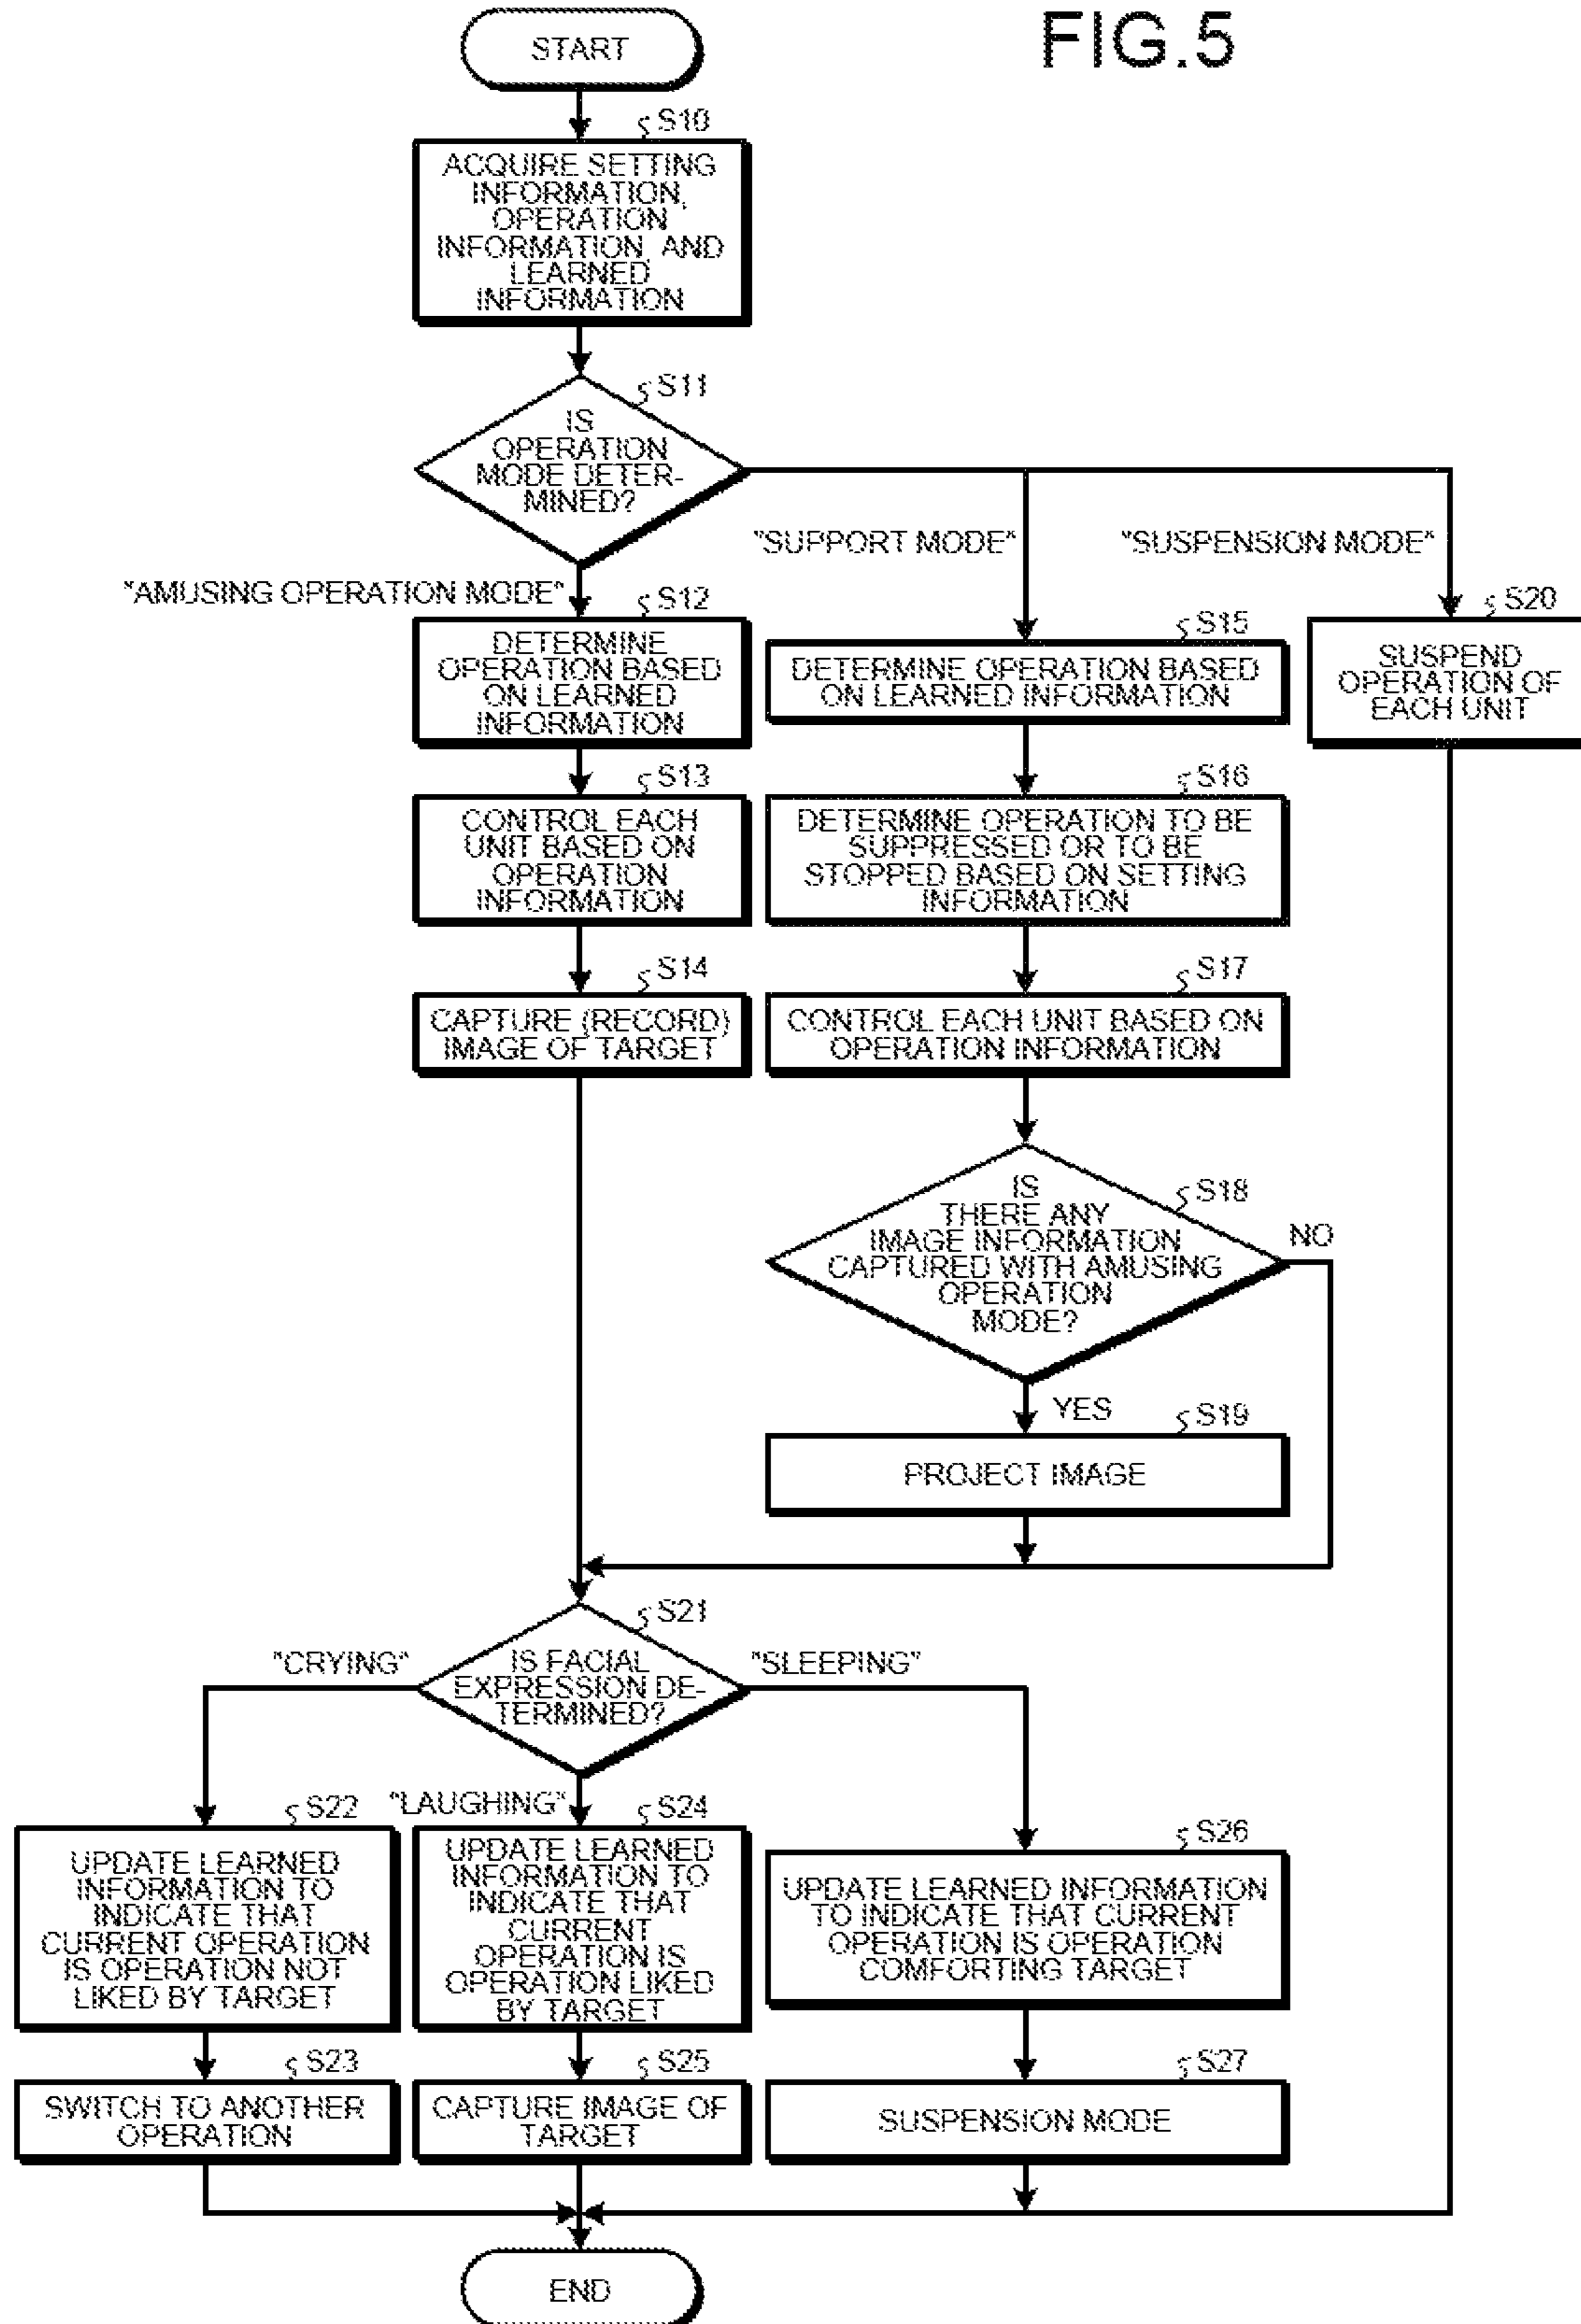 FIG.5
START
S10
ACQUIRE SETTING
INFORMATION,
OPERATION
INFORMATION, AND
LEARNED
INFORMATION
S11
IS
OPERATION
MODE DETER-
MINED?
"SUPPORT MODE"
"SUSPENSION MODE"
"AMUSING OPERATION MODE"
S12
DETERMINE
OPERATION BASED
ON LEARNED
INFORMATION
S15
DETERMINE OPERATION BASED
ON LEARNED INFORMATION
S20
SUSPEND
OPERATION OF
EACH UNIT
S13
CONTROL EACH
UNIT BASED ON
OPERATION
INFORMATION
S16
DETERMINE OPERATION TO BE
SUPPRESSED OR TO BE
STOPPED BASED ON SETTING
INFORMATION
S14
CAPTURE (RECORD)
IMAGE OF TARGET
S17
CONTROL EACH UNIT BASED ON
OPERATION INFORMATION
S18
IS
THERE ANY
IMAGE INFORMATION
CAPTURED WITH AMUSING
OPERATION
MODE?
NO
YES
S19
PROJECT IMAGE
S21
IS FACIAL
EXPRESSION DE-
TERMINED?
"CRYING"
"SLEEPING"
"LAUGHING"
S22
UPDATE LEARNED
INFORMATION TO
INDICATE THAT
CURRENT OPERATION
IS OPERATION NOT
LIKED BY TARGET
S24
UPDATE LEARNED
INFORMATION TO
INDICATE THAT
CURRENT
OPERATION IS
OPERATION LIKED
BY TARGET
S26
UPDATE LEARNED INFORMATION
TO INDICATE THAT CURRENT
OPERATION IS OPERATION
COMFORTING TARGET
S23
SWITCH TO ANOTHER
OPERATION
S25
CAPTURE IMAGE OF
TARGET
S27
SUSPENSION MODE
END